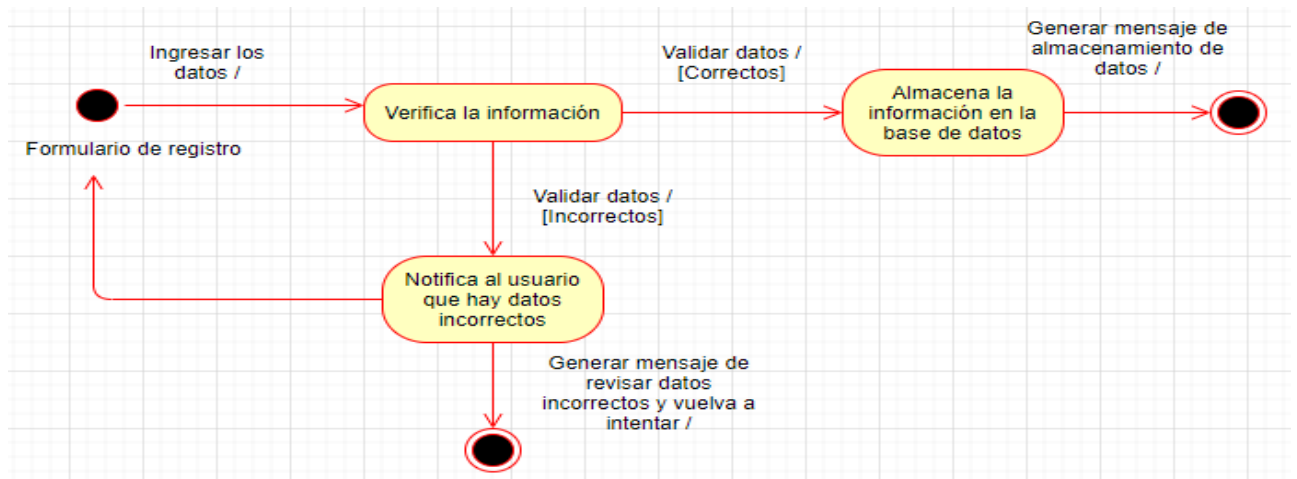 Ingresar los
datos /
Formulario de registro
Verifica la información
Validar datos /
[Correctos]
Almacena la
información en la
base de datos
Generar mensaje de
almacenamiento de
datos /
Validar datos /
[Incorrectos]
Notifica al usuario
que hay datos
incorrectos
Generar mensaje de
revisar datos
incorrectos y vuelva a
intentar /